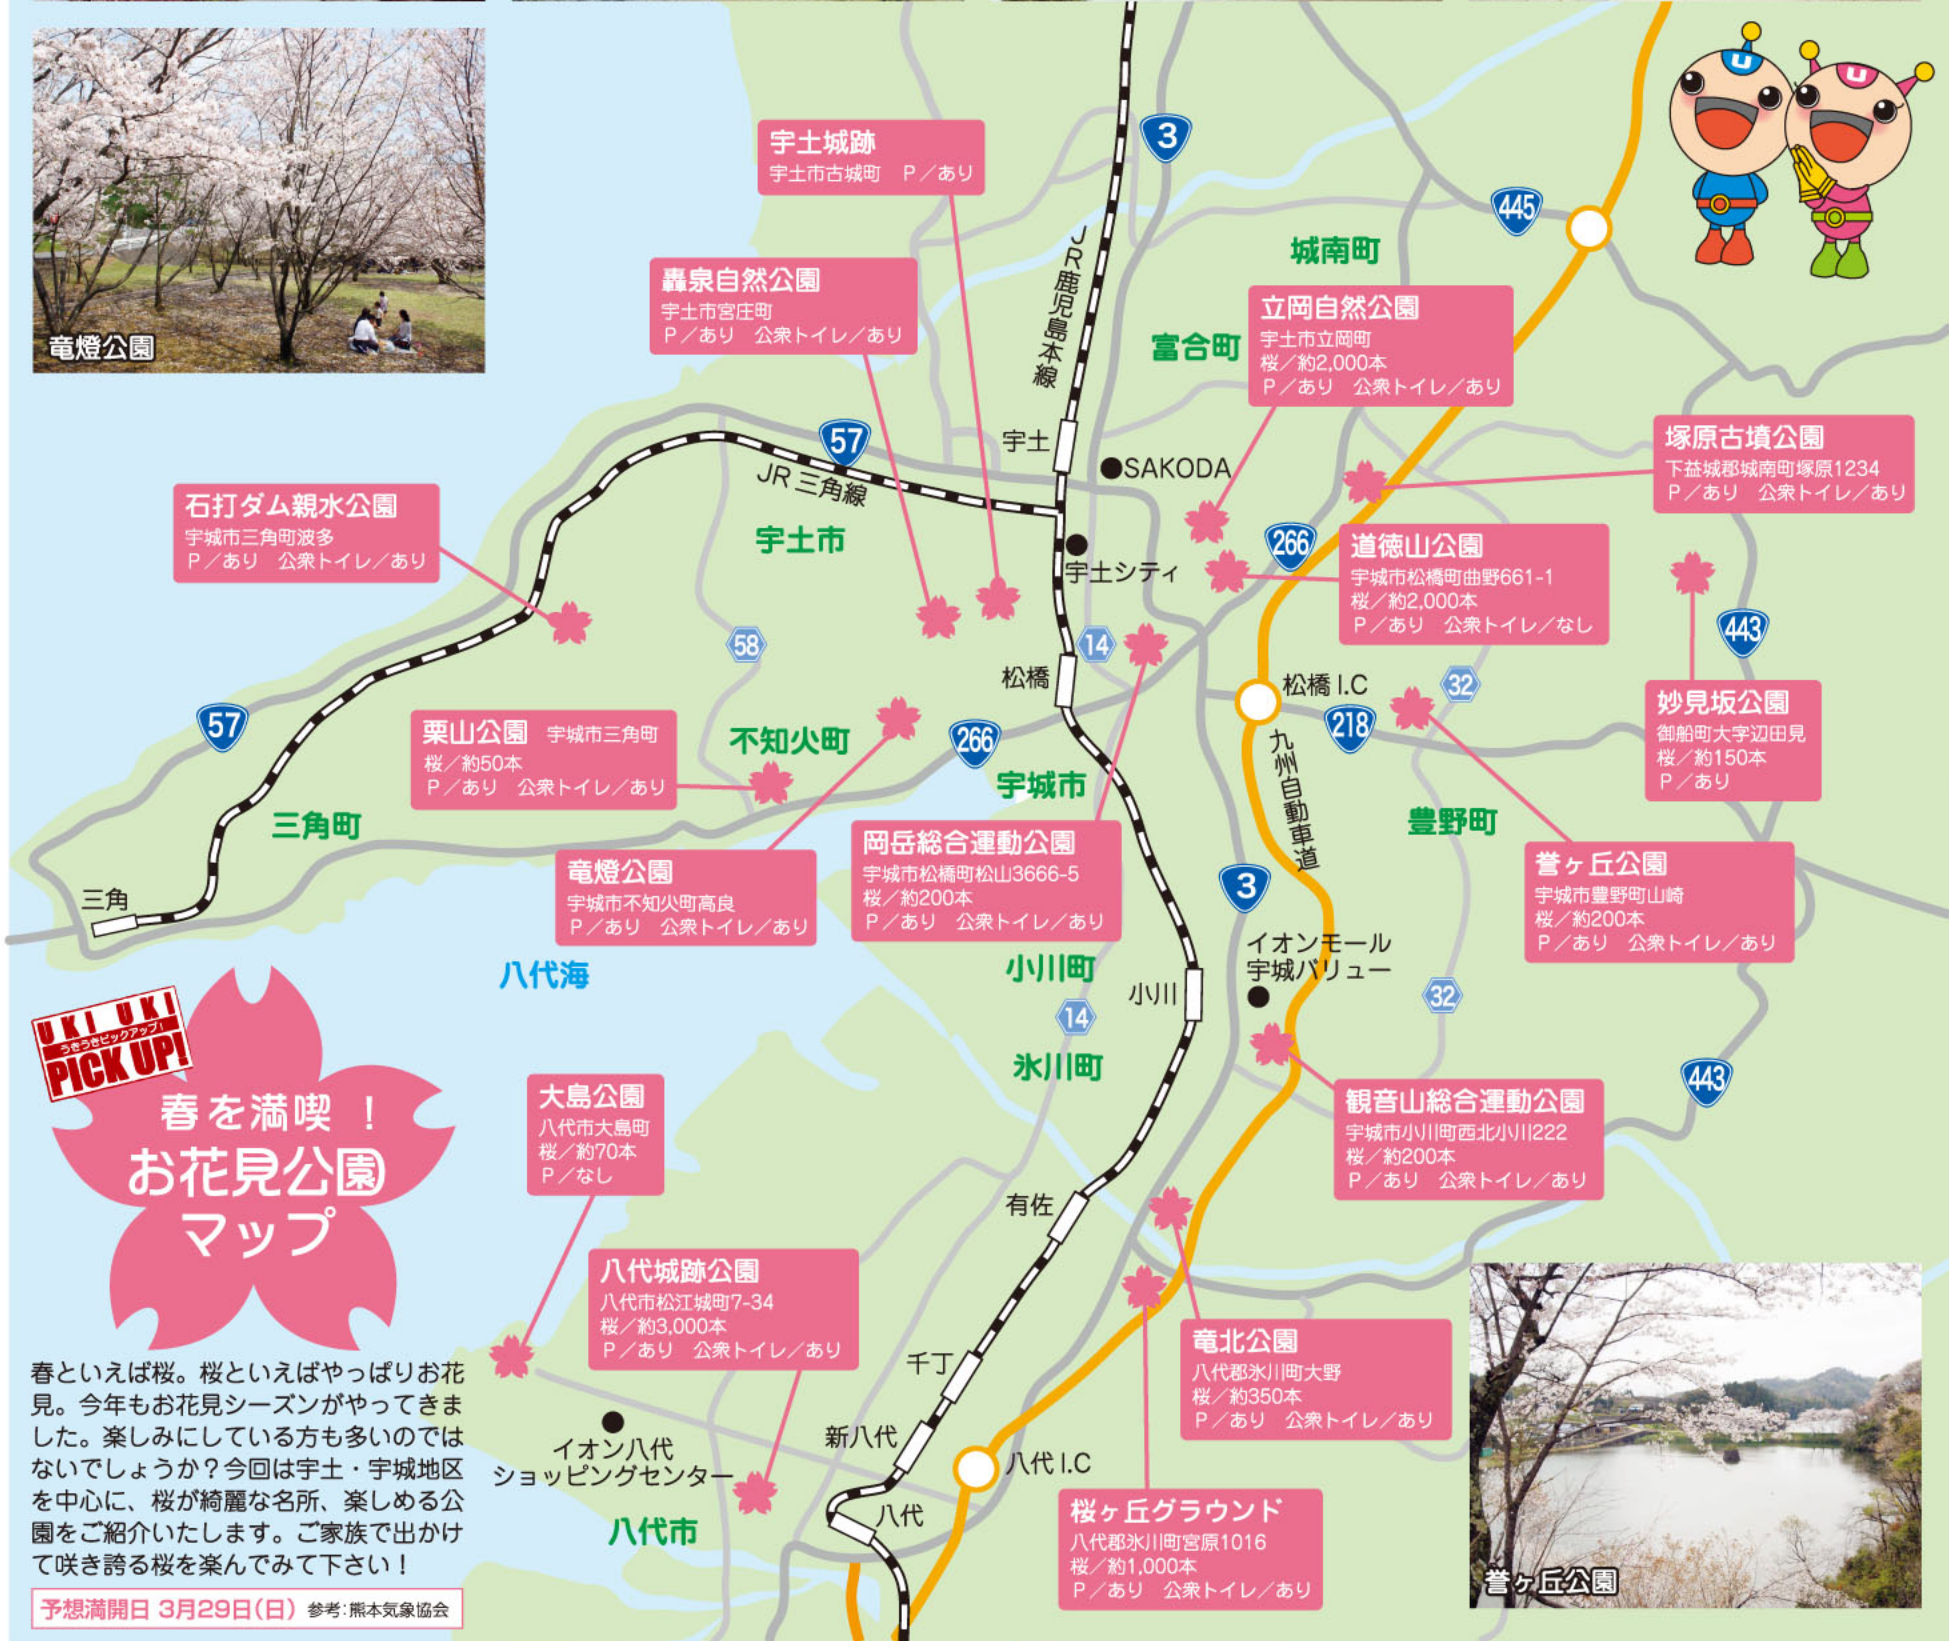 竜燈公園
宇土城跡
宇土市古城町　P／あり
3
445
JR鹿児島本線
城南町
轟泉自然公園
宇土市宮庄町
P／あり　公衆トイレ／あり
富合町
立岡自然公園
宇土市立岡町
桜／約2,000本
P／あり　公衆トイレ／あり
57
JR三角線
宇土
SAKODA
塚原古墳公園
下益城郡城南町塚原1234
P／あり　公衆トイレ／あり
石打ダム親水公園
宇城市三角町波多
P／あり　公衆トイレ／あり
宇土市
宇土シティ
266
道徳山公園
宇城市松橋町曲野661-1
桜／約2,000本
P／あり　公衆トイレ／なし
58
14
443
松橋
松橋 I.C
32
218
57
栗山公園　宇城市三角町
桜／約50本
P／あり　公衆トイレ／あり
不知火町
266
宇城市
九州自動車道
妙見坂公園
御船町大字辺田見
桜／約150本
P／あり
三角町
豊野町
竜燈公園
宇城市不知火町高良
P／あり　公衆トイレ／あり
岡岳総合運動公園
宇城市松橋町松山3666-5
桜／約200本
P／あり　公衆トイレ／あり
3
誉ヶ丘公園
宇城市豊野町山崎
桜／約200本
P／あり　公衆トイレ／あり
三角
八代海
小川町
小川
イオンモール
宇城バリュー
14
32
氷川町
443
UKI UKI
うきうきピックアップ!
PICK UP!
春を満喫！
お花見公園
マップ
大島公園
八代市大島町
桜／約70本
P／なし
観音山総合運動公園
宇城市小川町西北小川222
桜／約200本
P／あり　公衆トイレ／あり
有佐
八代城跡公園
八代市松江城町7-34
桜／約3,000本
P／あり　公衆トイレ／あり
竜北公園
八代郡氷川町大野
桜／約350本
P／あり　公衆トイレ／あり
千丁
新八代
イオン八代
ショッピングセンター
八代 I.C
八代
八代市
桜ヶ丘グラウンド
八代郡氷川町宮原1016
桜／約1,000本
P／あり　公衆トイレ／あり
誉ヶ丘公園
春といえば桜。桜といえばやっぱりお花
見。今年もお花見シーズンがやってきま
した。楽しみにしている方も多いのでは
ないでしょうか？今回は宇土・宇城地区
を中心に、桜が綺麗な名所、楽しめる公
園をご紹介いたします。ご家族で出かけ
て咲き誇る桜を楽んでみて下さい！
予想満開日 3月29日(日)　参考：熊本気象協会
U
U